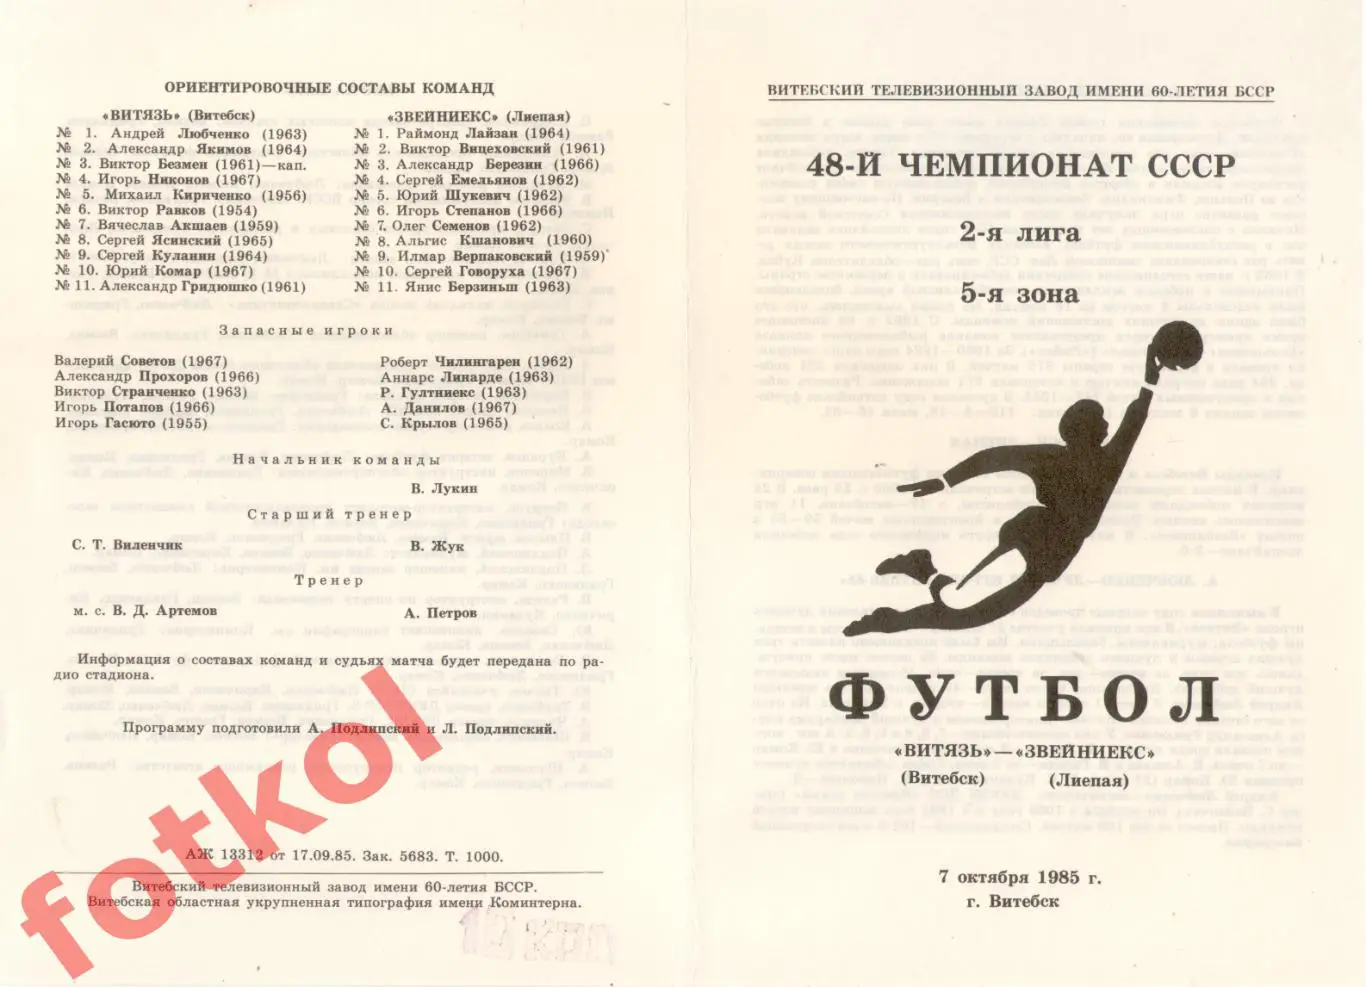 ОРИЕНТИРОВОЧНЫЕ СОСТАВЫ КОМАНД
«ВИТЯЗЬ» (Витебск)
№ 1. Андрей Любченко (1963)
№ 2. Александр Якимов (1964)
№ 3. Виктор Безмен (1961)—кап.
№ 4. Игорь Никонов (1967)
№ 5. Михаил Кириченко (1956)
№ 6. Виктор Равков (1954)
№ 7. Вячеслав Акшаев (1959)
№ 8. Сергей Ясинский (1965)
№ 9. Сергей Куланин (1964)
№ 10. Юрий Комар (1967)
№ 11. Александр Гридюшко (1961)
«ЗВЕЙНИЕКС» (Лиепая)
№ 1. Раймонд Лайзан (1964)
№ 2. Виктор Вицеховский (1961)
№ 3. Александр Березин (1966)
№ 4. Сергей Емельянов (1962)
№ 5. Юрий Шукевич (1962)
№ 6. Игорь Степанов (1966)
№ 7. Олег Семенов (1962)
№ 8. Альгис Кшанович (1960)
№ 9. Илмар Верпаковский (1959)
№ 10. Сергей Говоруха (1967)
№ 11. Янис Берзиньш (1963)
Запасные игроки
Валерий Советов (1967)
Александр Прохоров (1966)
Виктор Странченко (1963)
Игорь Потапов (1966)
Игорь Гасюто (1955)
Роберт Чилингарен (1962)
Аннарс Линарде (1963)
Р. Гултниекс (1963)
А. Данилов (1967)
С. Крылов (1965)
Начальник команды
В. Лукин
Старший тренер
С. Т. Виленчик
В. Жук
Тренер
м. с. В. Д. Артемов
А. Петров
Информация о составах команд и судьях матча будет передана по ра-
дио стадиона.
Программу подготовили А. Подлипский и Л. Подлипский.
АЖ 13312 от 17.09.85. Зак. 5683. Т. 1000.
Витебский телевизионный завод имени 60-летия БССР.
Витебская областная укрупненная типография имени Коминтерна.
fotkol
ВИТЕБСКИЙ ТЕЛЕВИЗИОННЫЙ ЗАВОД ИМЕНИ 60-ЛЕТИЯ БССР
48-Й ЧЕМПИОНАТ СССР
2-я лига
5-я зона
ФУТБОЛ
«ВИТЯЗЬ»—«ЗВЕЙНИЕКС»
(Витебск) (Лиепая)
7 октября 1985 г.
г. Витебск